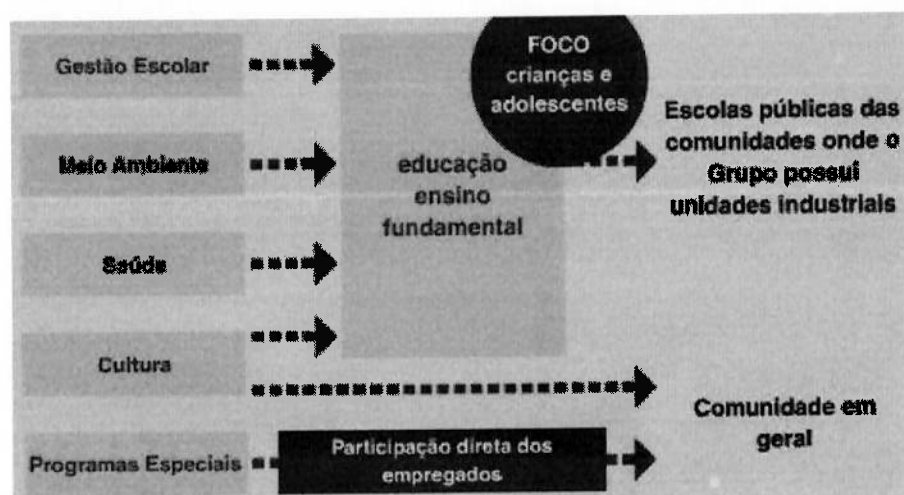 Gestão Escolar
Meio Ambiente
Saúde
Cultura
Programas Especiais
educação
ensino
fundamental
FOCO
crianças e
adolescentes
Escolas públicas das
comunidades onde o
Grupo possui
unidades industriais
Participação direta dos
empregados
Comunidade em
geral